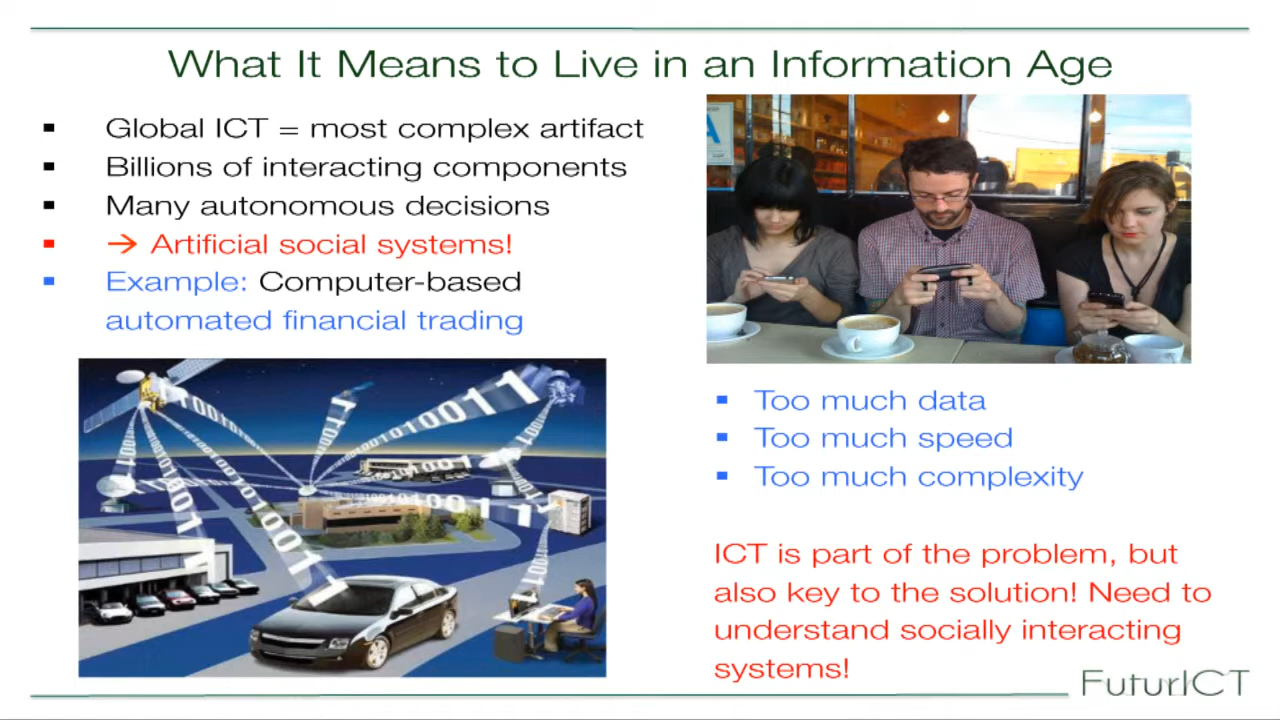 What It Means to Live in an Information Age
▪ Global ICT = most complex artifact
▪ Billions of interacting components
▪ Many autonomous decisions
▪ → Artificial social systems!
▪ Example: Computer-based
automated financial trading
A
▪ Too much data
▪ Too much speed
▪ Too much complexity
ICT is part of the problem, but
also key to the solution! Need to
understand socially interacting
systems!
FuturICT